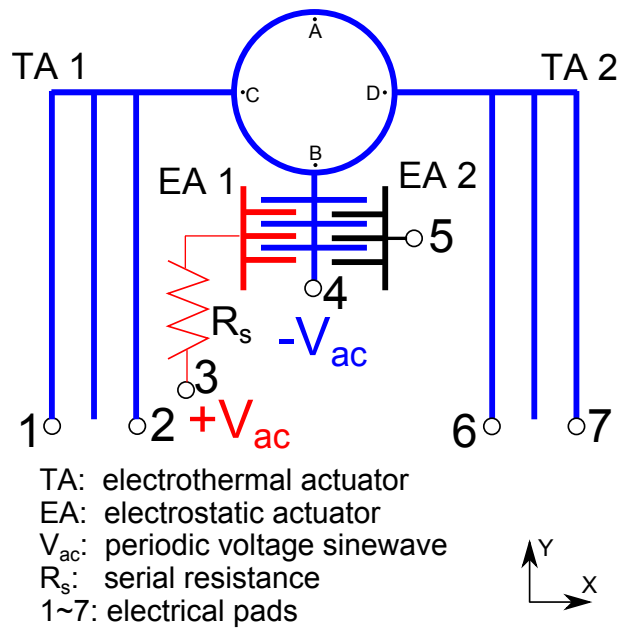 A
TA 1
TA 2
C
D
B
EA 1
EA 2
5
4
Rs
-Vac
3
+Vac
1
2
6
7
TA: electrothermal actuator
EA: electrostatic actuator
Vac: periodic voltage sinewave
Rs: serial resistance
1~7: electrical pads
Y
X